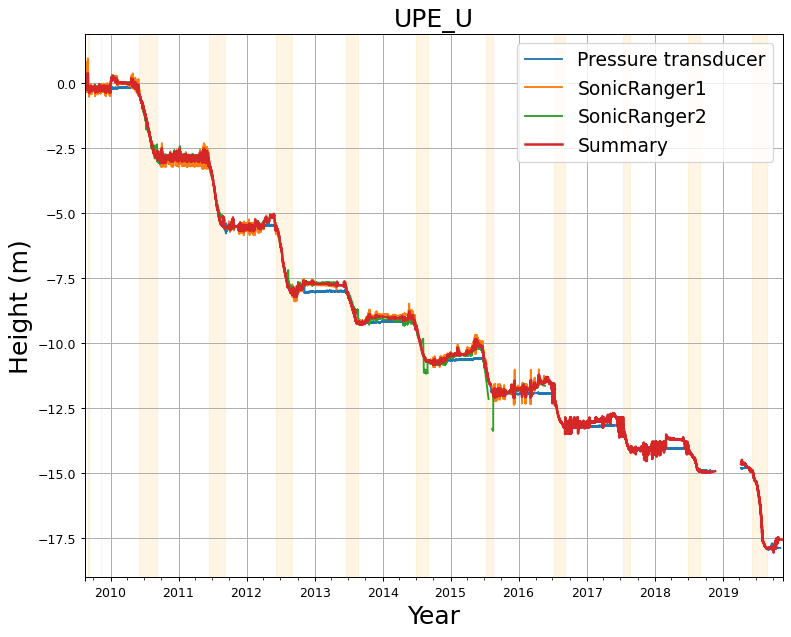 UPE_U
Pressure transducer
SonicRanger1
SonicRanger2
Summary
Height (m)
0.0
−2.5
−5.0
−7.5
−10.0
−12.5
−15.0
−17.5
2010 2011 2012 2013 2014 2015 2016 2017 2018 2019
Year